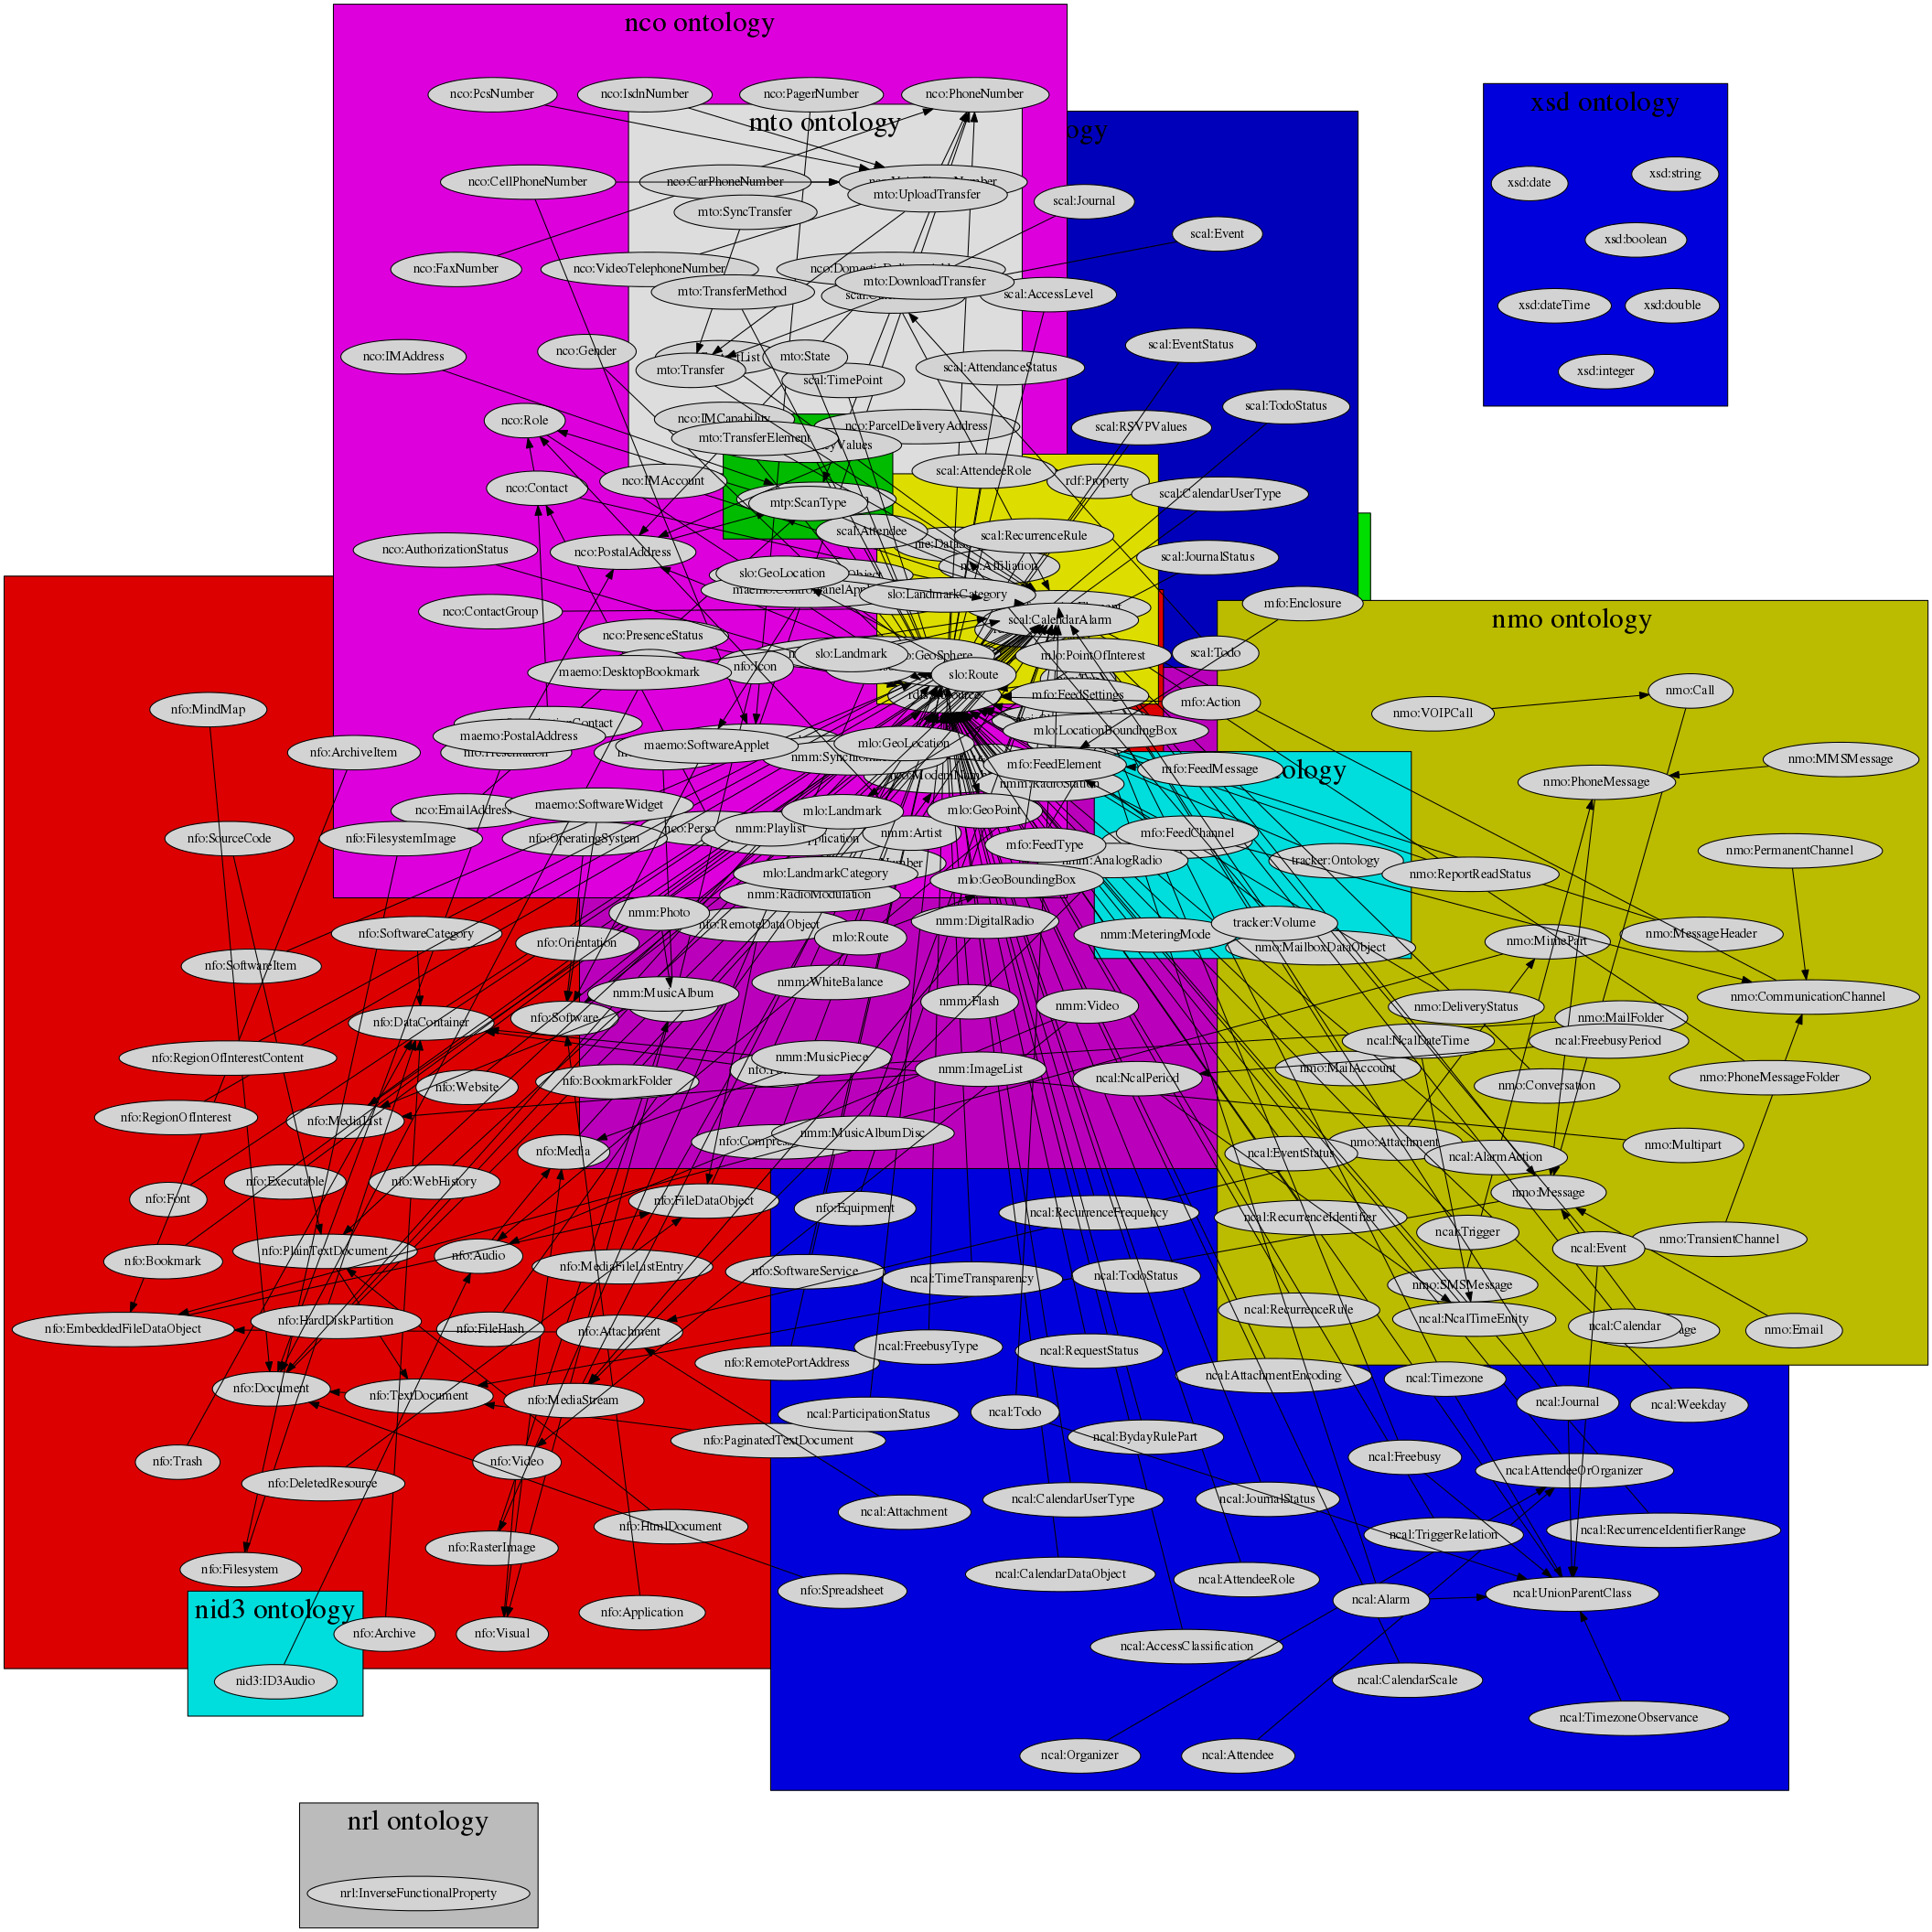 nco ontology
xsd ontology
mto ontology
nco:PcsNumber
nco:IsdnNumber
nco:PagerNumber
nco:PhoneNumber
nco:CellPhoneNumber
nco:CarPhoneNumber
mto:UploadTransfer
mto:SyncTransfer
scal:Journal
scal:Event
xsd:date
xsd:string
xsd:boolean
xsd:dateTime
xsd:double
xsd:integer
nco:FaxNumber
nco:VideoTelephoneNumber
mto:TransferMethod
mto:DownloadTransfer
scal:AccessLevel
nco:IMAddress
nco:Gender
mto:Transfer
mto:State
scal:TimePoint
scal:AttendanceStatus
scal:EventStatus
scal:TodoStatus
nco:Role
nco:IMCapability
mto:TransferElement
nco:ParcelDeliveryAddress
scal:RSVPValues
nco:Contact
nco:IMAccount
mtp:ScanType
scal:AttendeeRole
rdf:Property
scal:CalendarUserType
nco:AuthorizationStatus
nco:PostalAddress
scal:Attendee
scal:RecurrenceRule
scal:JournalStatus
slo:GeoLocation
slo:LandmarkCategory
nco:ContactGroup
nco:PresenceStatus
scal:CalendarAlarm
mfo:Enclosure
nmo ontology
maemo:DesktopBookmark
nfo:Icon
slo:Landmark
slo:Route
mlo:PointOfInterest
scal:Todo
mfo:FeedSettings
mfo:Action
nmo:Call
nmo:VOIPCall
nfo:MindMap
nfo:ArchiveItem
maemo:PostalAddress
maemo:SoftwareApplet
mlo:GeoLocation
mlo:LocationBoundingBox
mfo:FeedElement
mfo:FeedMessage
nmo:PhoneMessage
nmo:MMSMessage
nco:EmailAddress
maemo:SoftwareWidget
mlo:Landmark
mlo:GeoPoint
nfo:SourceCode
nfo:FilesystemImage
nfo:OperatingSystem
nmm:Playlist
nmm:Artist
mfo:FeedType
mfo:FeedChannel
nmm:AnalogRadio
tracker:Ontology
nmo:ReportReadStatus
nmo:PermanentChannel
mlo:LandmarkCategory
mlo:GeoBoundingBox
nmm:RadioModulation
nmm:Photo
nfo:RemoteDataObject
nmm:DigitalRadio
nmm:MeteringMode
tracker:Volume
nmo:MailboxDataObject
nmo:MimePart
nmo:MessageHeader
nfo:SoftwareCategory
nfo:Orientation
mlo:Route
nfo:SoftwareItem
nmm:MusicAlbum
nmm:WhiteBalance
nmm:Flash
nmm:Video
nmo:DeliveryStatus
nmo:CommunicationChannel
nfo:DataContainer
nfo:Software
nmo:MailFolder
ncal:NcalDateTime
ncal:FreebusyPeriod
nfo:RegionOfInterestContent
nfo:Website
nfo:BookmarkFolder
nmm:MusicPiece
nmm:ImageList
ncal:NcalPeriod
nmo:MailAccount
nmo:Conversation
nmo:PhoneMessageFolder
nfo:RegionOfInterest
nfo:MediaList
nfo:Media
nmm:MusicAlbumDisc
ncal:EventStatus
nmo:Attachment
ncal:AlarmAction
nmo:Multipart
nfo:Font
nfo:Executable
nfo:WebHistory
nfo:FileDataObject
nfo:Equipment
ncal:RecurrenceFrequency
ncal:RecurrenceIdentifier
nmo:Message
ncal:Trigger
ncal:Event
nmo:TransientChannel
nfo:Bookmark
nfo:PlainTextDocument
nfo:Audio
nfo:MediaFileListEntry
nfo:SoftwareService
ncal:TimeTransparency
ncal:TodoStatus
nmo:SMSMessage
ncal:RecurrenceRule
ncal:NcalTimeEntity
ncal:Calendar
nmo:Email
nfo:EmbeddedFileDataObject
nfo:HardDiskPartition
nfo:FileHash
nfo:Attachment
ncal:FreebusyType
ncal:RequestStatus
nfo:RemotePortAddress
nfo:Document
nfo:TextDocument
nfo:MediaStream
ncal:AttachmentEncoding
ncal:Timezone
ncal:Journal
ncal:Weekday
ncal:ParticipationStatus
ncal:Todo
nfo:PaginatedTextDocument
ncal:BydayRulePart
nfo:Trash
nfo:Video
nfo:DeletedResource
ncal:Freebusy
ncal:AttendeeOrOrganizer
ncal:Attachment
ncal:CalendarUserType
ncal:JournalStatus
nfo:HtmlDocument
ncal:TriggerRelation
ncal:RecurrenceIdentifierRange
nfo:RasterImage
nfo:Filesystem
ncal:CalendarDataObject
ncal:AttendeeRole
nfo:Spreadsheet
ncal:Alarm
ncal:UnionParentClass
nid3 ontology
nfo:Application
nfo:Archive
nfo:Visual
ncal:AccessClassification
nid3:ID3Audio
ncal:CalendarScale
ncal:TimezoneObservance
ncal:Organizer
ncal:Attendee
nrl ontology
nrl:InverseFunctionalProperty